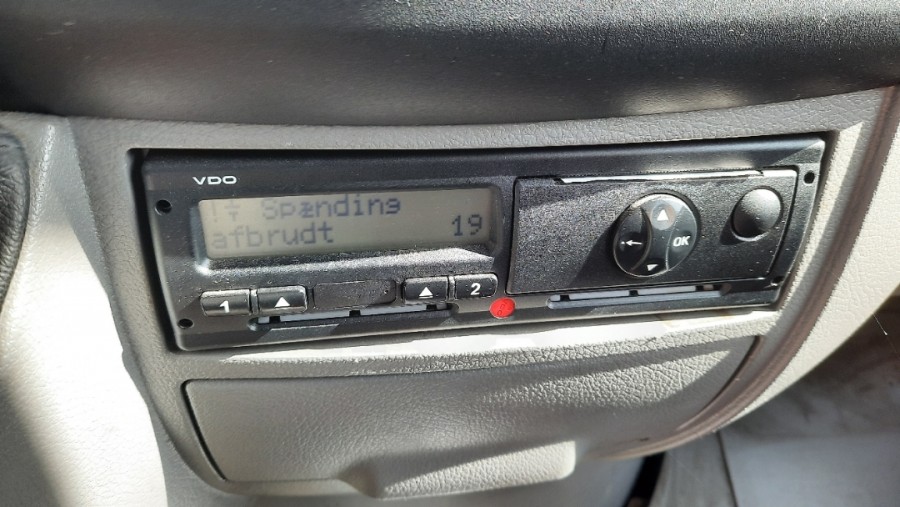 VDO
! ÷ Spænding
afbrudt 19
1
2
OK